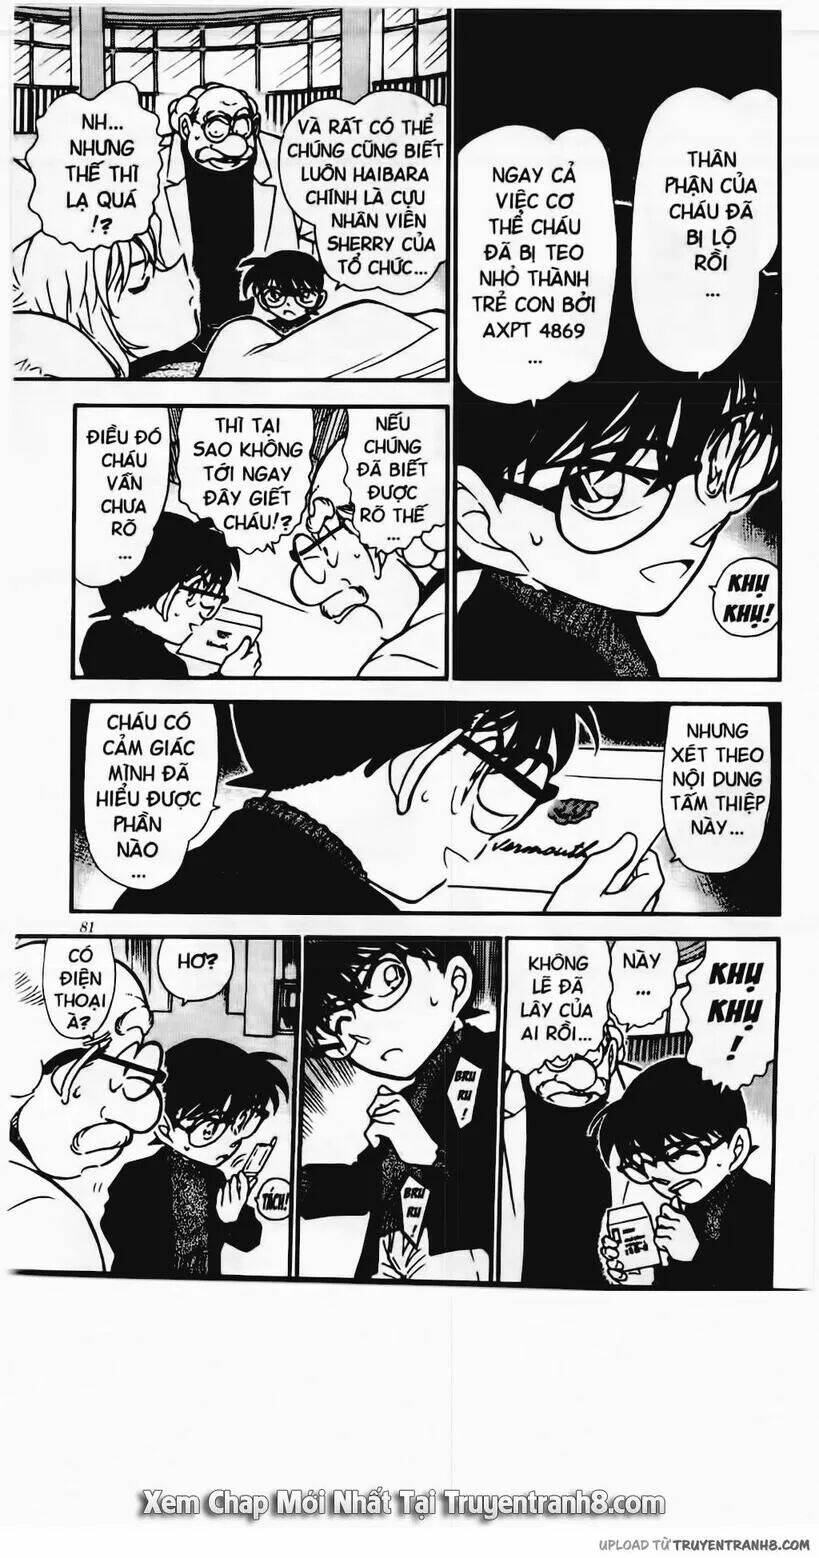 THÂN
PHẬN CỦA
CHÁU ĐÃ
BỊ LỘ
RỒI
...
NGAY CẢ
VIỆC CƠ
THỂ CHÁU
ĐÃ BỊ TEO
NHỎ THÀNH
TRẺ CON BỞI
AXPT 4869
...
KHỤ
KHỤ!
VÀ RẤT CÓ THỂ
CHÚNG CŨNG BIẾT
LUÔN HAIBARA
CHÍNH LÀ CỰU
NHÂN VIÊN
SHERRY CỦA
TỔ CHỨC...
NH...
NHƯNG
THẾ THÌ
LẠ QUÁ
!?
NẾU
CHÚNG
ĐÃ BIẾT
ĐƯỢC
RÕ THẾ
...
THÌ TẠI
SAO KHÔNG
TỚI NGAY
ĐÂY GIẾT
CHÁU!?
ĐIỀU ĐÓ
CHÁU
VẪN
CHƯA
RÕ
...
NHƯNG
XÉT THEO
NỘI DUNG
TẤM THIỆP
NÀY...
Vermouth
CHÁU CÓ
CẢM GIÁC
MÌNH ĐÃ
HIỂU ĐƯỢC
PHẦN
NÀO
...
81
KHỤ
KHỤ
!
NÀY
...
KHÔNG
LẼ ĐÃ
LÂY CỦA
AI RỒI...
BRU
RU
!
BRU
RU
!
HƠ?
TÁCH!
CÓ
ĐIỆN
THOẠI
À?
Xem Chap Mới Nhất Tại Truyentranh8.com
UPLOAD TỪ TRUYENTRANH8.COM